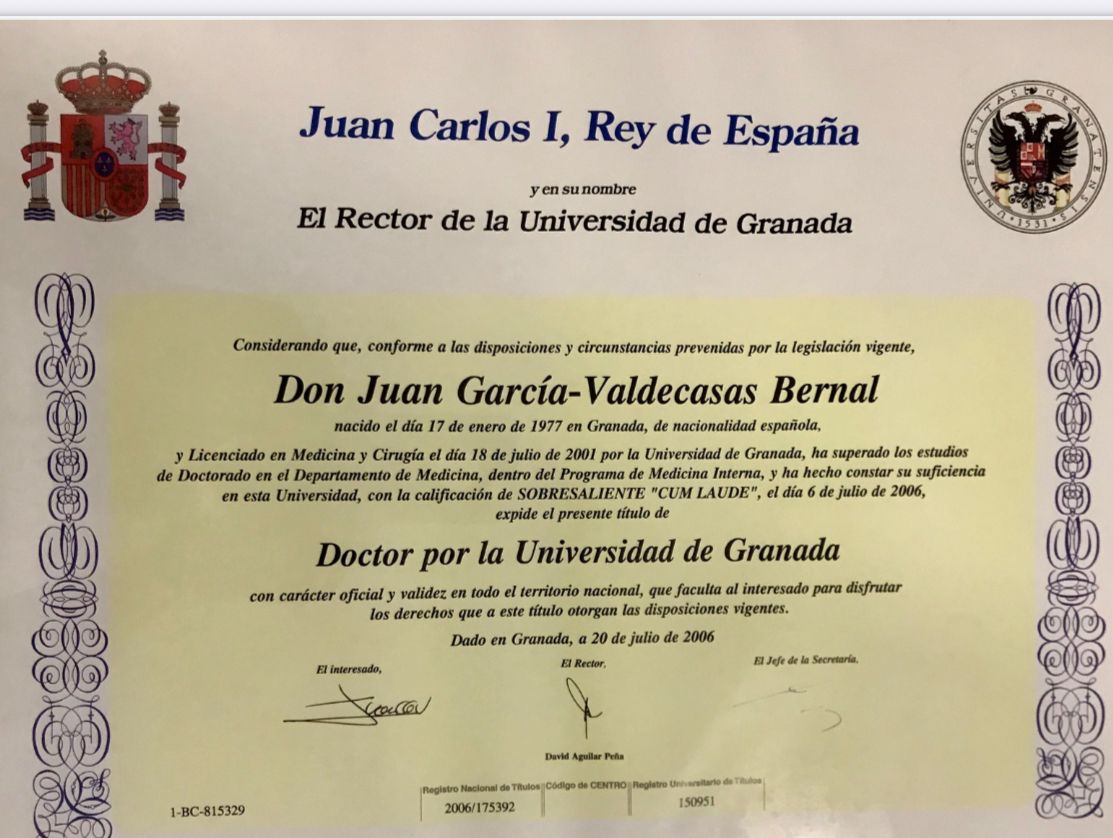 Juan Carlos I, Rey de España
y en su nombre
El Rector de la Universidad de Granada
UNIVERSITAS GRANATENSIS
1531
Considerando que, conforme a las disposiciones y circunstancias prevenidas por la legislación vigente,
Don Juan García-Valdecasas Bernal
nacido el día 17 de enero de 1977 en Granada, de nacionalidad española,
y Licenciado en Medicina y Cirugía el día 18 de julio de 2001 por la Universidad de Granada, ha superado los estudios
de Doctorado en el Departamento de Medicina, dentro del Programa de Medicina Interna, y ha hecho constar su suficiencia
en esta Universidad, con la calificación de SOBRESALIENTE "CUM LAUDE", el día 6 de julio de 2006,
expide el presente título de
Doctor por la Universidad de Granada
con carácter oficial y validez en todo el territorio nacional, que faculta al interesado para disfrutar
los derechos que a este título otorgan las disposiciones vigentes.
Dado en Granada, a 20 de julio de 2006
El interesado, El Rector, El Jefe de la Secretaría,
David Aguilar Peña
Registro Nacional de Títulos Código de CENTRO Registro Universitario de Títulos
1-BC-815329 2006/175392 150951